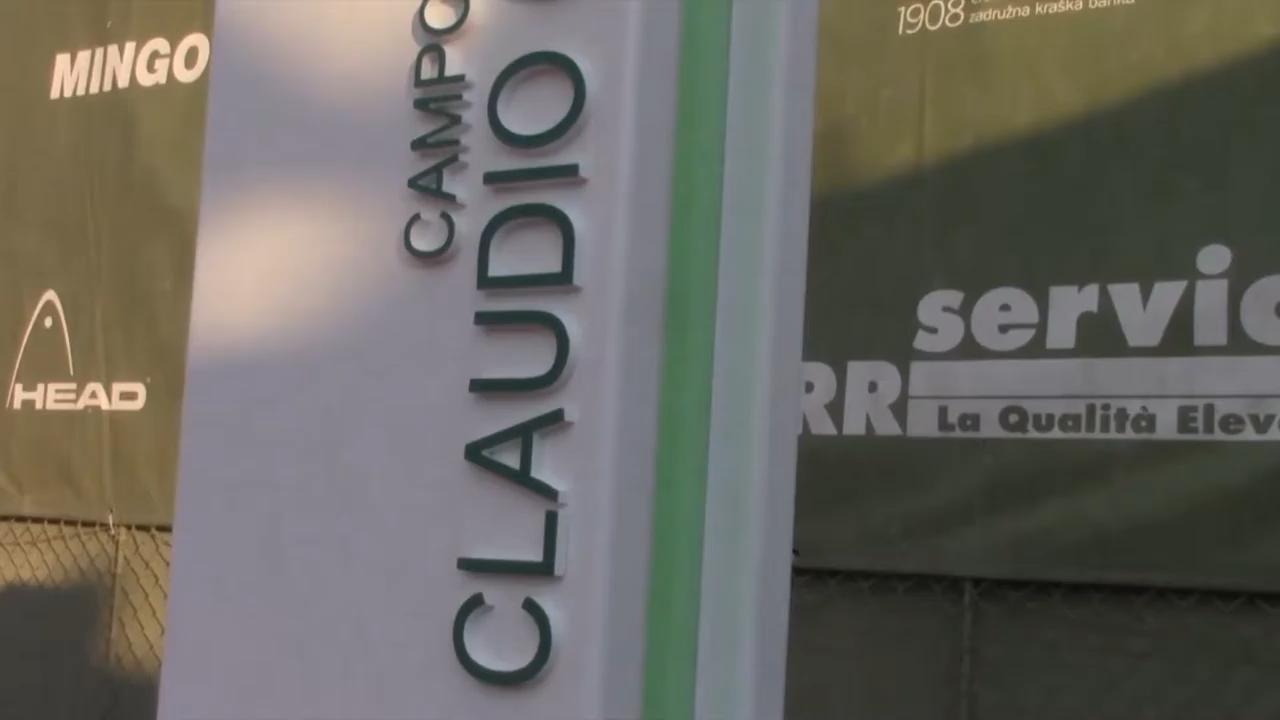 MINGO
HEAD
CAMPO
CLAUDIO
1908
zadružna kraška banka
servic
RR
La Qualità Eleva